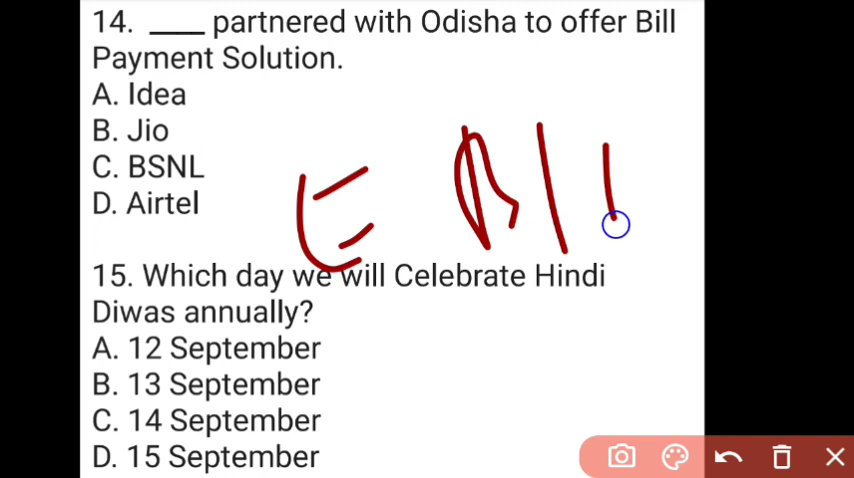 14. ____ partnered with Odisha to offer Bill
Payment Solution.
A. Idea
B. Jio
C. BSNL
D. Airtel
15. Which day we will Celebrate Hindi
Diwas annually?
A. 12 September
B. 13 September
C. 14 September
D. 15 September